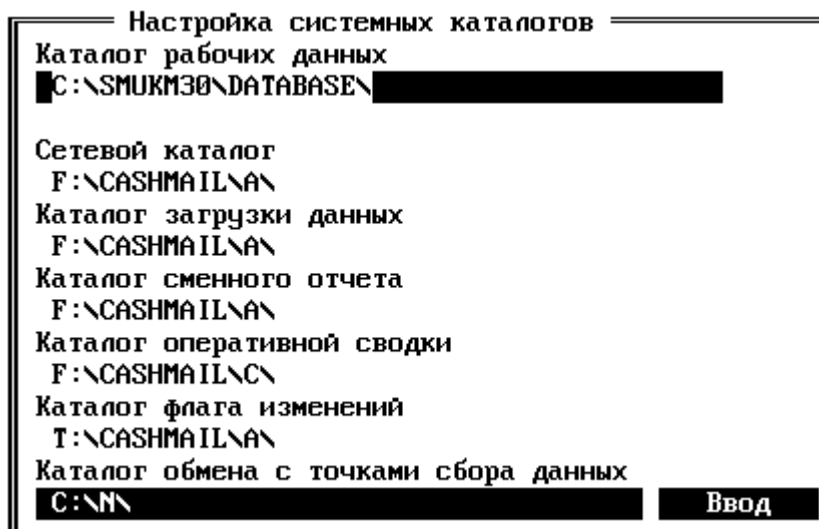 Настройка системных каталогов
Каталог рабочих данных
C:\SMUKM30\DATABASE\
Сетевой каталог
F:\CASHMAIL\A\
Каталог загрузки данных
F:\CASHMAIL\A\
Каталог сменного отчета
F:\CASHMAIL\A\
Каталог оперативной сводки
F:\CASHMAIL\C\
Каталог флага изменений
T:\CASHMAIL\A\
Каталог обмена с точками сбора данных
C:\N\ Ввод